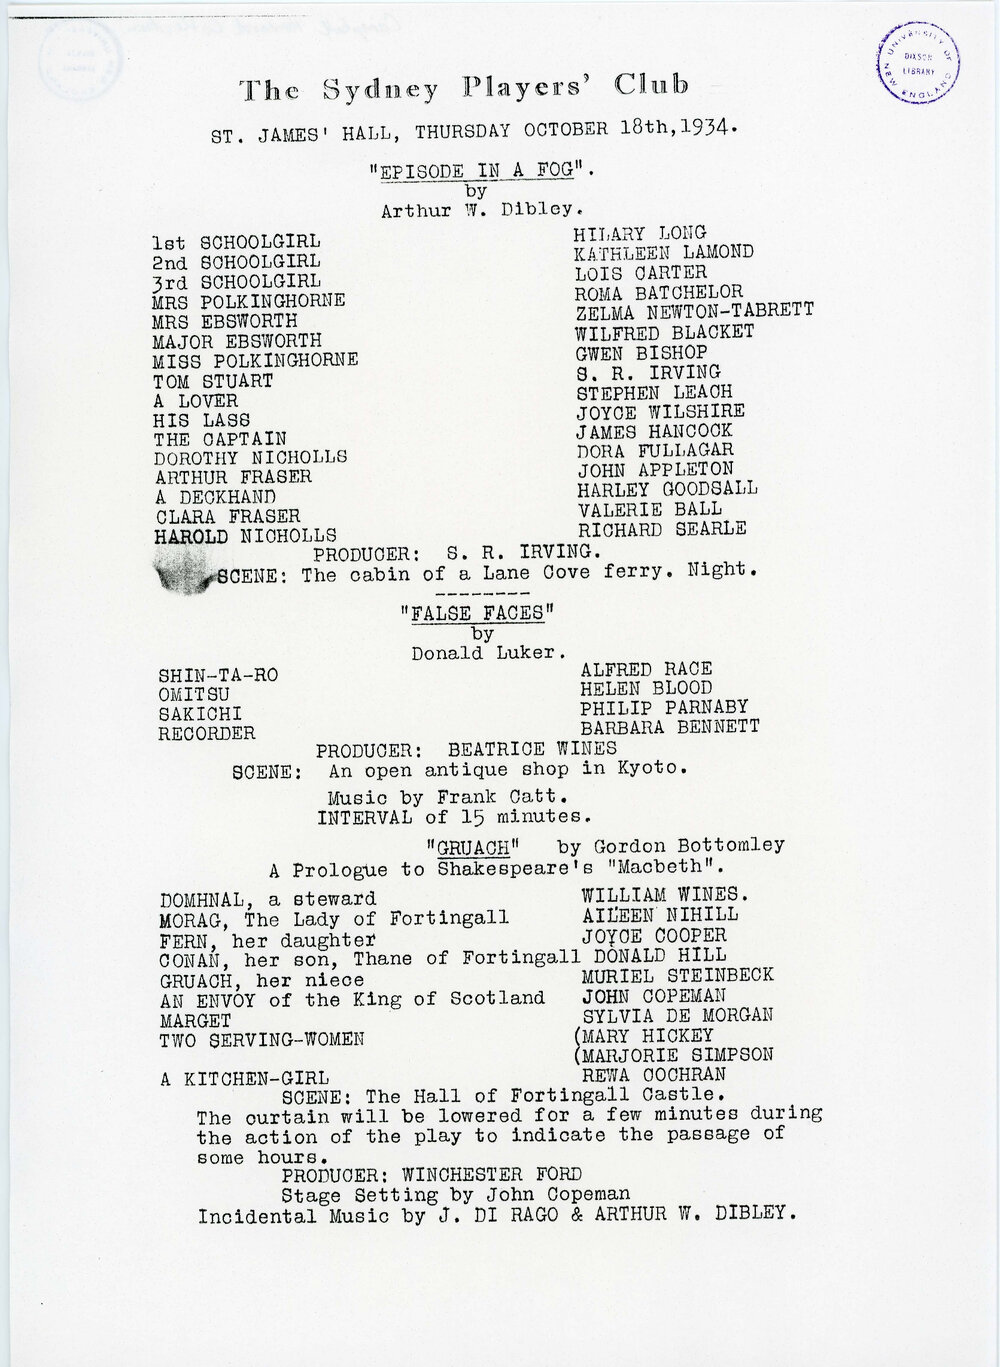 The Sydney Players' Club
UNIVERSITY OF NEW ENGLAND
DIXSON
LIBRARY
ST. JAMES' HALL, THURSDAY OCTOBER 18th,1934.
"EPISODE IN A FOG".
by
Arthur W. Dibley.
1st SCHOOLGIRL HILARY LONG
2nd SCHOOLGIRL KATHLEEN LAMOND
3rd SCHOOLGIRL LOIS CARTER
MRS POLKINGHORNE ROMA BATCHELOR
MRS EBSWORTH ZELMA NEWTON-TABRETT
MAJOR EBSWORTH WILFRED BLACKET
MISS POLKINGHORNE GWEN BISHOP
TOM STUART S. R. IRVING
A LOVER STEPHEN LEACH
HIS LASS JOYCE WILSHIRE
THE CAPTAIN JAMES HANCOCK
DOROTHY NICHOLLS DORA FULLAGAR
ARTHUR FRASER JOHN APPLETON
A DECKHAND HARLEY GOODSALL
CLARA FRASER VALERIE BALL
HAROLD NICHOLLS RICHARD SEARLE
PRODUCER: S. R. IRVING.
SCENE: The cabin of a Lane Cove ferry. Night.
--------
"FALSE FACES"
by
Donald Luker.
SHIN-TA-RO ALFRED RACE
OMITSU HELEN BLOOD
SAKICHI PHILIP PARNABY
RECORDER BARBARA BENNETT
PRODUCER: BEATRICE WINES
SCENE: An open antique shop in Kyoto.
Music by Frank Catt.
INTERVAL of 15 minutes.
"GRUACH" by Gordon Bottomley
A Prologue to Shakespeare's "Macbeth".
DOMHNAL, a steward WILLIAM WINES.
MORAG, The Lady of Fortingall AILEEN NIHILL
FERN, her daughter JOYCE COOPER
CONAN, her son, Thane of Fortingall DONALD HILL
GRUACH, her niece MURIEL STEINBECK
AN ENVOY of the King of Scotland JOHN COPEMAN
MARGET SYLVIA DE MORGAN
TWO SERVING-WOMEN (MARY HICKEY
(MARJORIE SIMPSON
A KITCHEN-GIRL REWA COCHRAN
SCENE: The Hall of Fortingall Castle.
The curtain will be lowered for a few minutes during
the action of the play to indicate the passage of
some hours.
PRODUCER: WINCHESTER FORD
Stage Setting by John Copeman
Incidental Music by J. DI RAGO & ARTHUR W. DIBLEY.